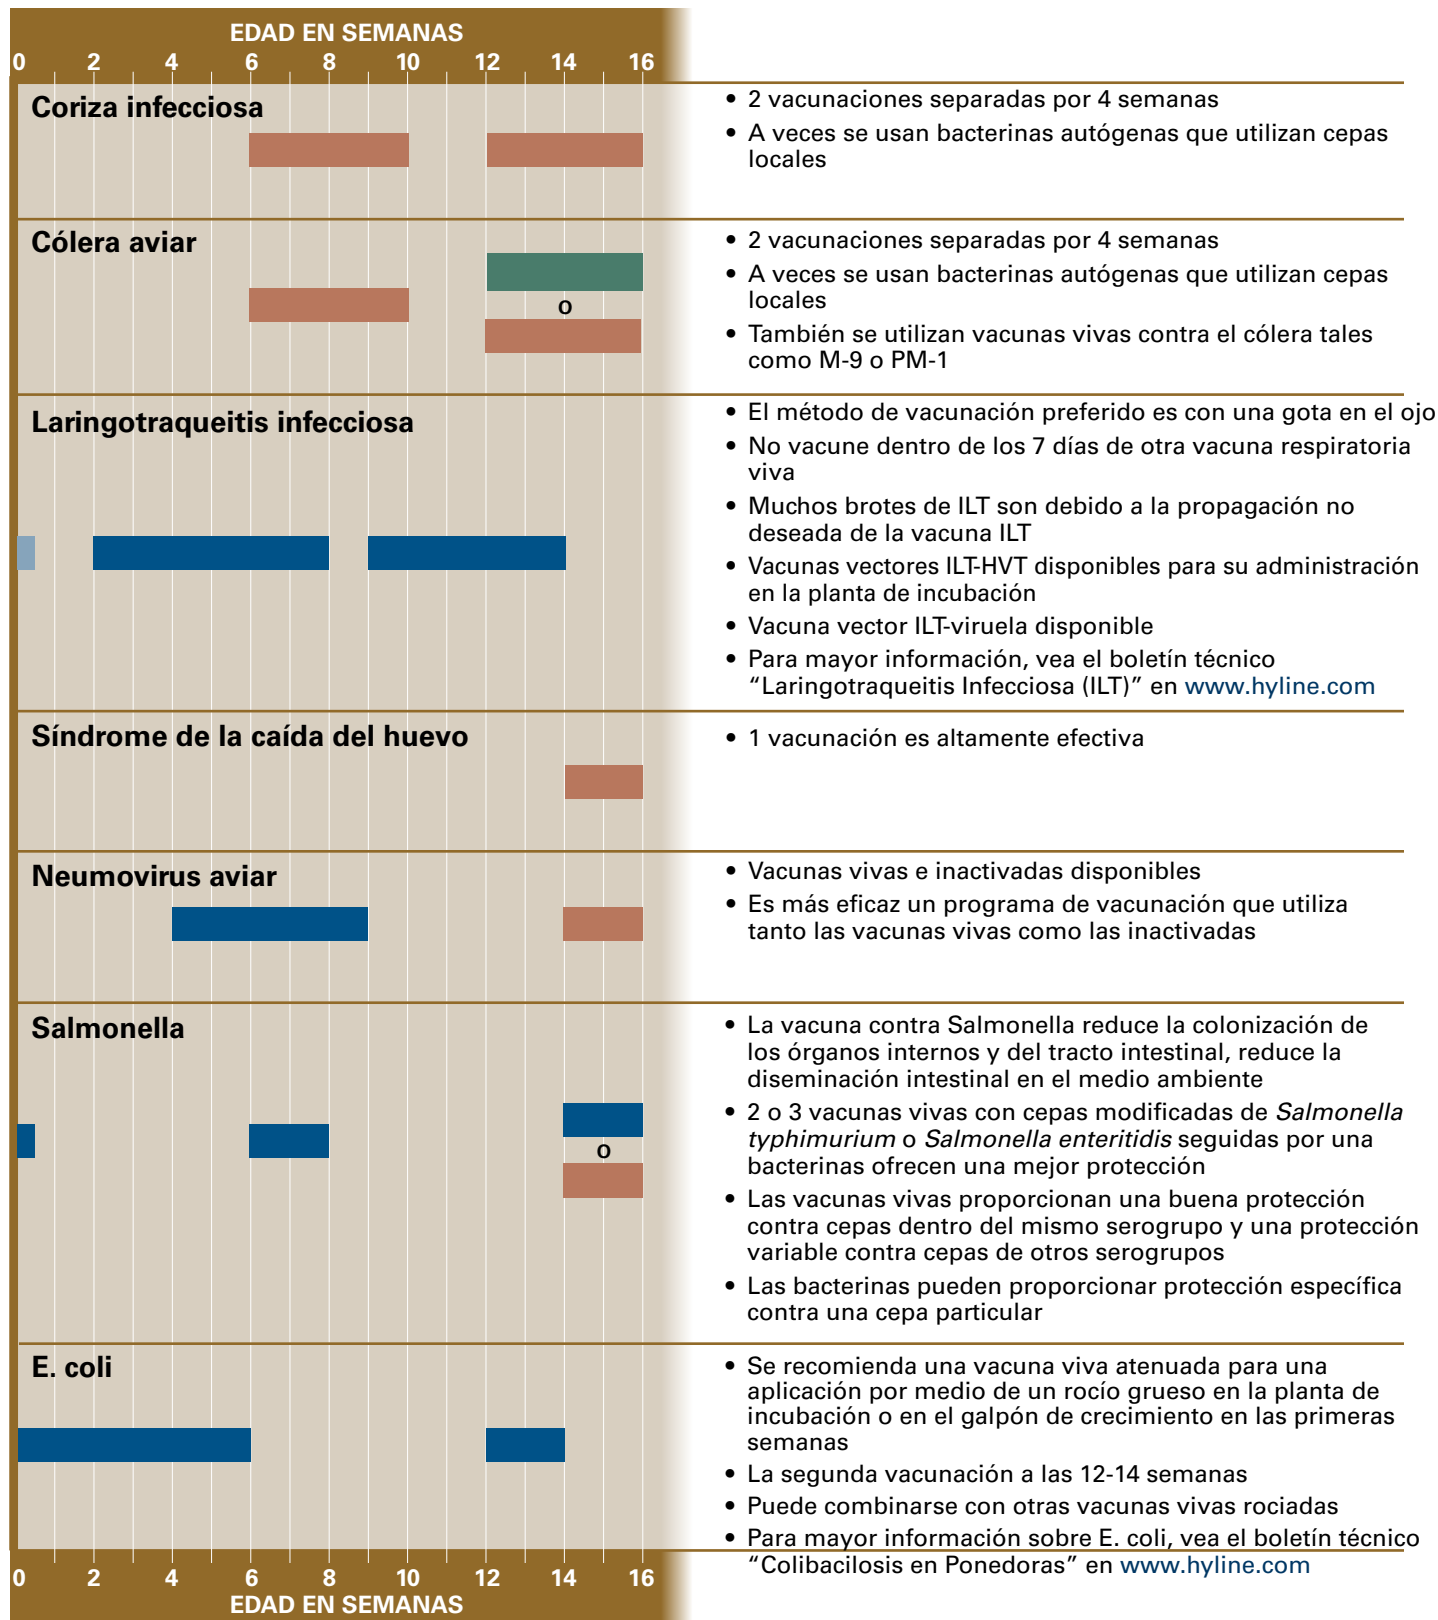 EDAD EN SEMANAS
0 2 4 6 8 10 12 14 16
Coriza infecciosa
• 2 vacunaciones separadas por 4 semanas
• A veces se usan bacterinas autógenas que utilizan cepas
locales
Cólera aviar
O
• 2 vacunaciones separadas por 4 semanas
• A veces se usan bacterinas autógenas que utilizan cepas
locales
• También se utilizan vacunas vivas contra el cólera tales
como M-9 o PM-1
Laringotraqueitis infecciosa
• El método de vacunación preferido es con una gota en el ojo
• No vacune dentro de los 7 días de otra vacuna respiratoria
viva
• Muchos brotes de ILT son debido a la propagación no
deseada de la vacuna ILT
• Vacunas vectores ILT-HVT disponibles para su administración
en la planta de incubación
• Vacuna vector ILT-viruela disponible
• Para mayor información, vea el boletín técnico
“Laringotraqueitis Infecciosa (ILT)” en www.hyline.com
Síndrome de la caída del huevo
• 1 vacunación es altamente efectiva
Neumovirus aviar
• Vacunas vivas e inactivadas disponibles
• Es más eficaz un programa de vacunación que utiliza
tanto las vacunas vivas como las inactivadas
Salmonella
O
• La vacuna contra Salmonella reduce la colonización de
los órganos internos y del tracto intestinal, reduce la
diseminación intestinal en el medio ambiente
• 2 o 3 vacunas vivas con cepas modificadas de Salmonella
typhimurium o Salmonella enteritidis seguidas por una
bacterinas ofrecen una mejor protección
• Las vacunas vivas proporcionan una buena protección
contra cepas dentro del mismo serogrupo y una protección
variable contra cepas de otros serogrupos
• Las bacterinas pueden proporcionar protección específica
contra una cepa particular
E. coli
• Se recomienda una vacuna viva atenuada para una
aplicación por medio de un rocío grueso en la planta de
incubación o en el galpón de crecimiento en las primeras
semanas
• La segunda vacunación a las 12-14 semanas
• Puede combinarse con otras vacunas vivas rociadas
• Para mayor información sobre E. coli, vea el boletín técnico
“Colibacilosis en Ponedoras” en www.hyline.com
0 2 4 6 8 10 12 14 16
EDAD EN SEMANAS